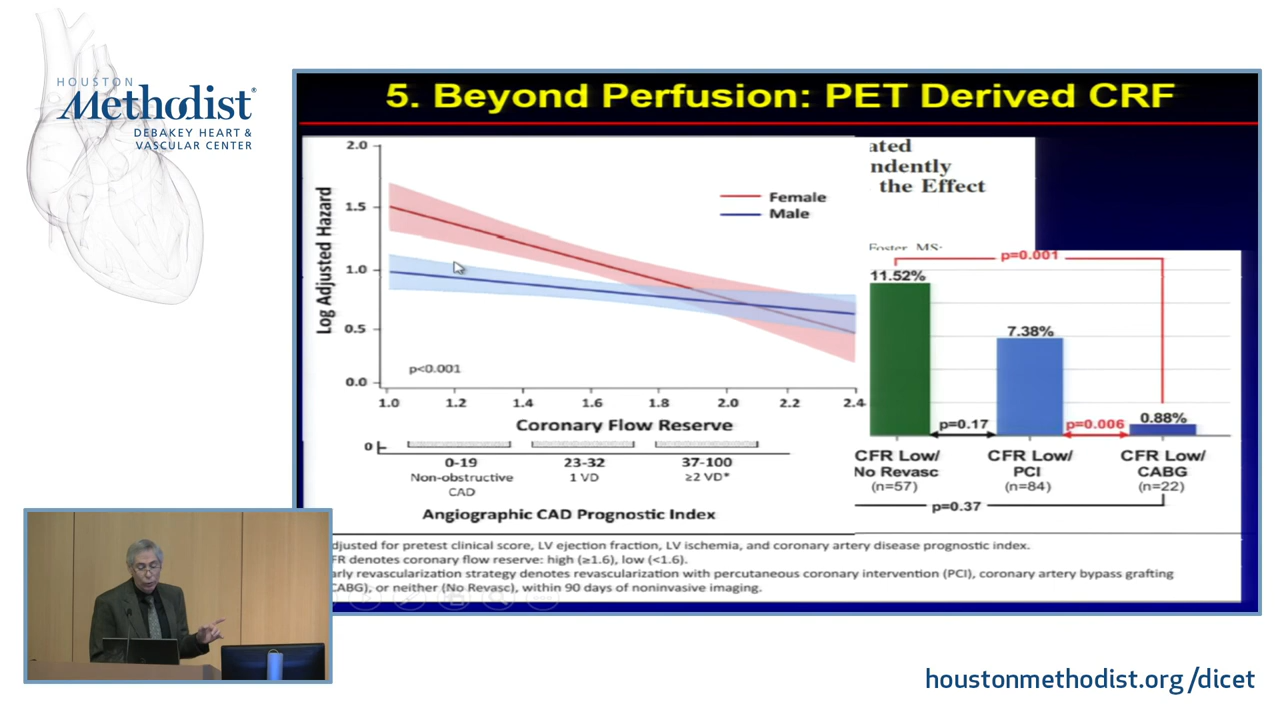 HOUSTON
Methodist®
DEBAKEY HEART &
VASCULAR CENTER
5. Beyond Perfusion: PET Derived CRF
2.0
1.5
1.0
0.5
0.0
Log Adjusted Hazard
Female
Male
p<0.001
1.0 1.2 1.4 1.6 1.8 2.0 2.2 2.4
Coronary Flow Reserve
0
0-19 23-32 37-100
Non-obstructive CAD
1 VD
≥2 VD*
Angiographic CAD Prognostic Index
ated
ndently
the Effect
Foster, MS;
p=0.001
11.52%
7.38%
0.88%
p=0.17
p=0.006
CFR Low/ CFR Low/ CFR Low/
No Revasc PCI CABG
(n=57) (n=84) (n=22)
p=0.37
djusted for pretest clinical score, LV ejection fraction, LV ischemia, and coronary artery disease prognostic index.
FR denotes coronary flow reserve: high (≥1.6), low (<1.6).
arly revascularization strategy denotes revascularization with percutaneous coronary intervention (PCI), coronary artery bypass grafting
CABG), or neither (No Revasc), within 90 days of noninvasive imaging.
houstonmethodist.org/dicet